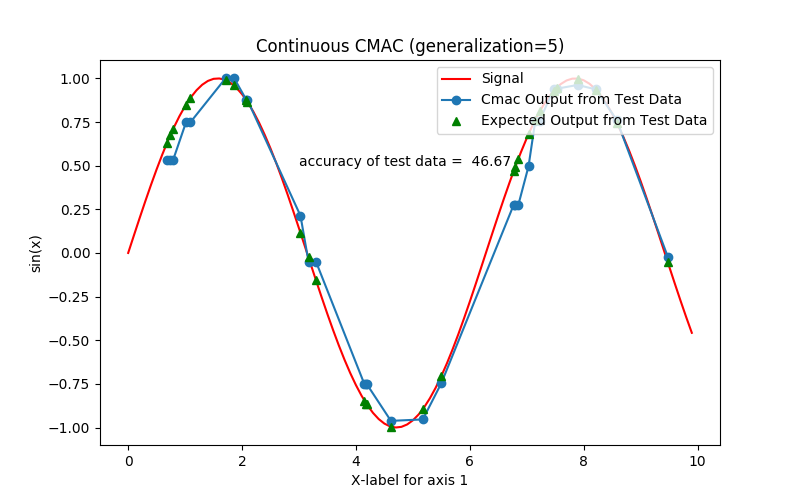 Continuous CMAC (generalization=5)
Signal
Cmac Output from Test Data
Expected Output from Test Data
accuracy of test data =  46.67
sin(x)
1.00
0.75
0.50
0.25
0.00
−0.25
−0.50
−0.75
−1.00
0 2 4 6 8 10
X-label for axis 1